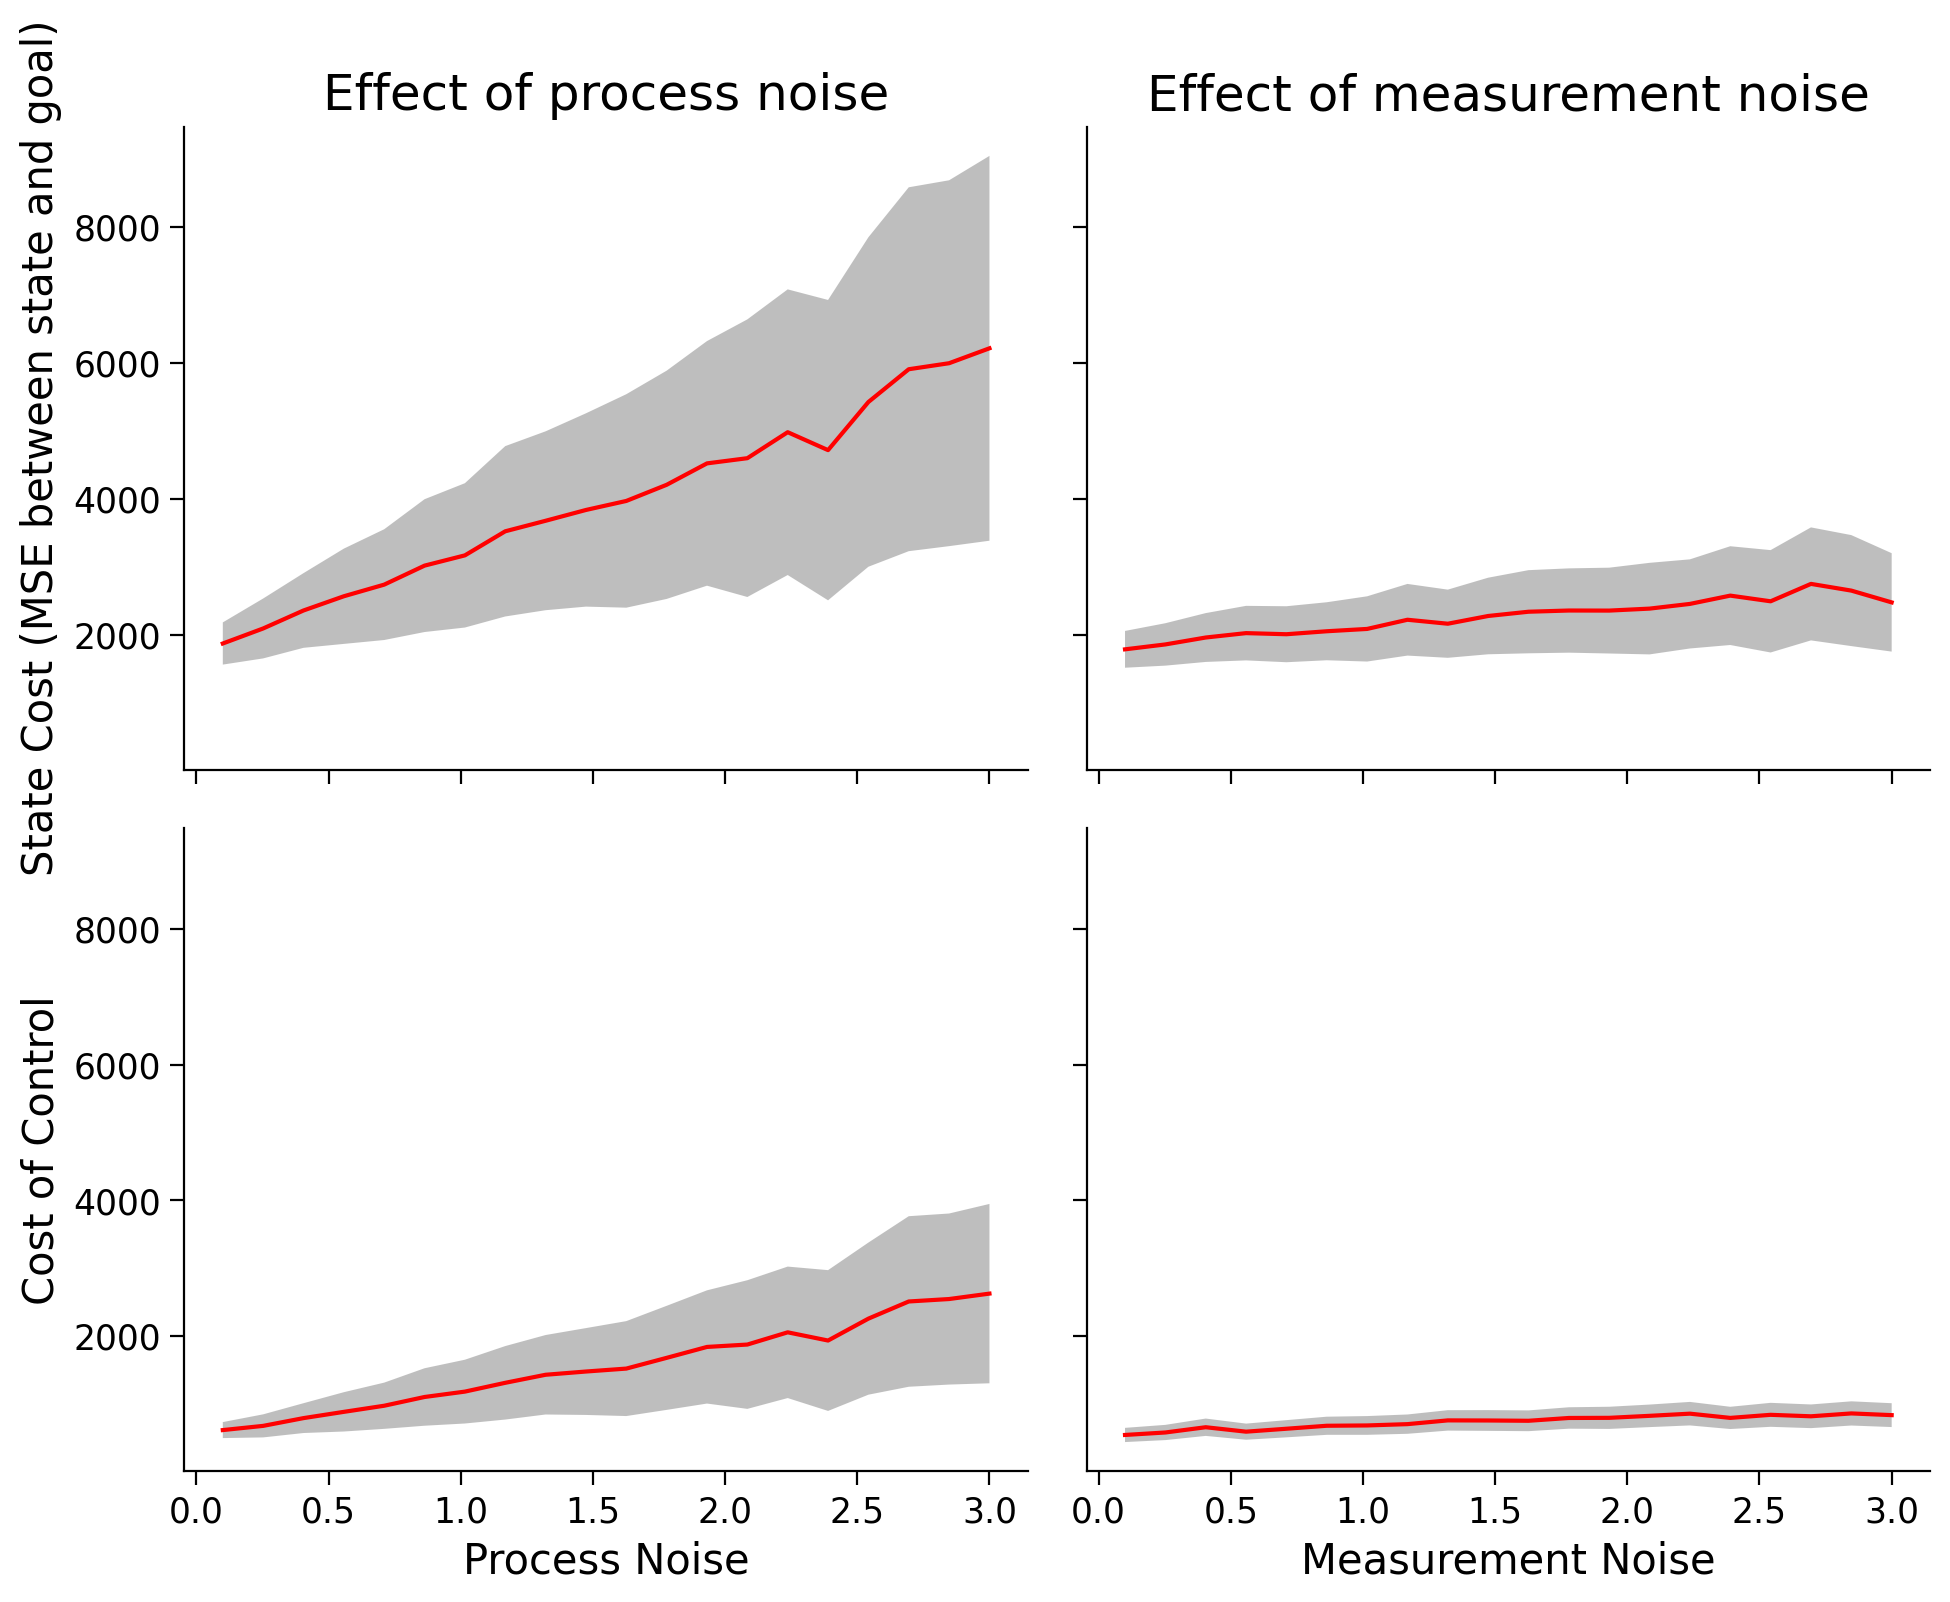 Effect of process noise
Effect of measurement noise
State Cost (MSE between state and goal)
8000
6000
4000
2000
Cost of Control
8000
6000
4000
2000
0.0 0.5 1.0 1.5 2.0 2.5 3.0
0.0 0.5 1.0 1.5 2.0 2.5 3.0
Process Noise
Measurement Noise